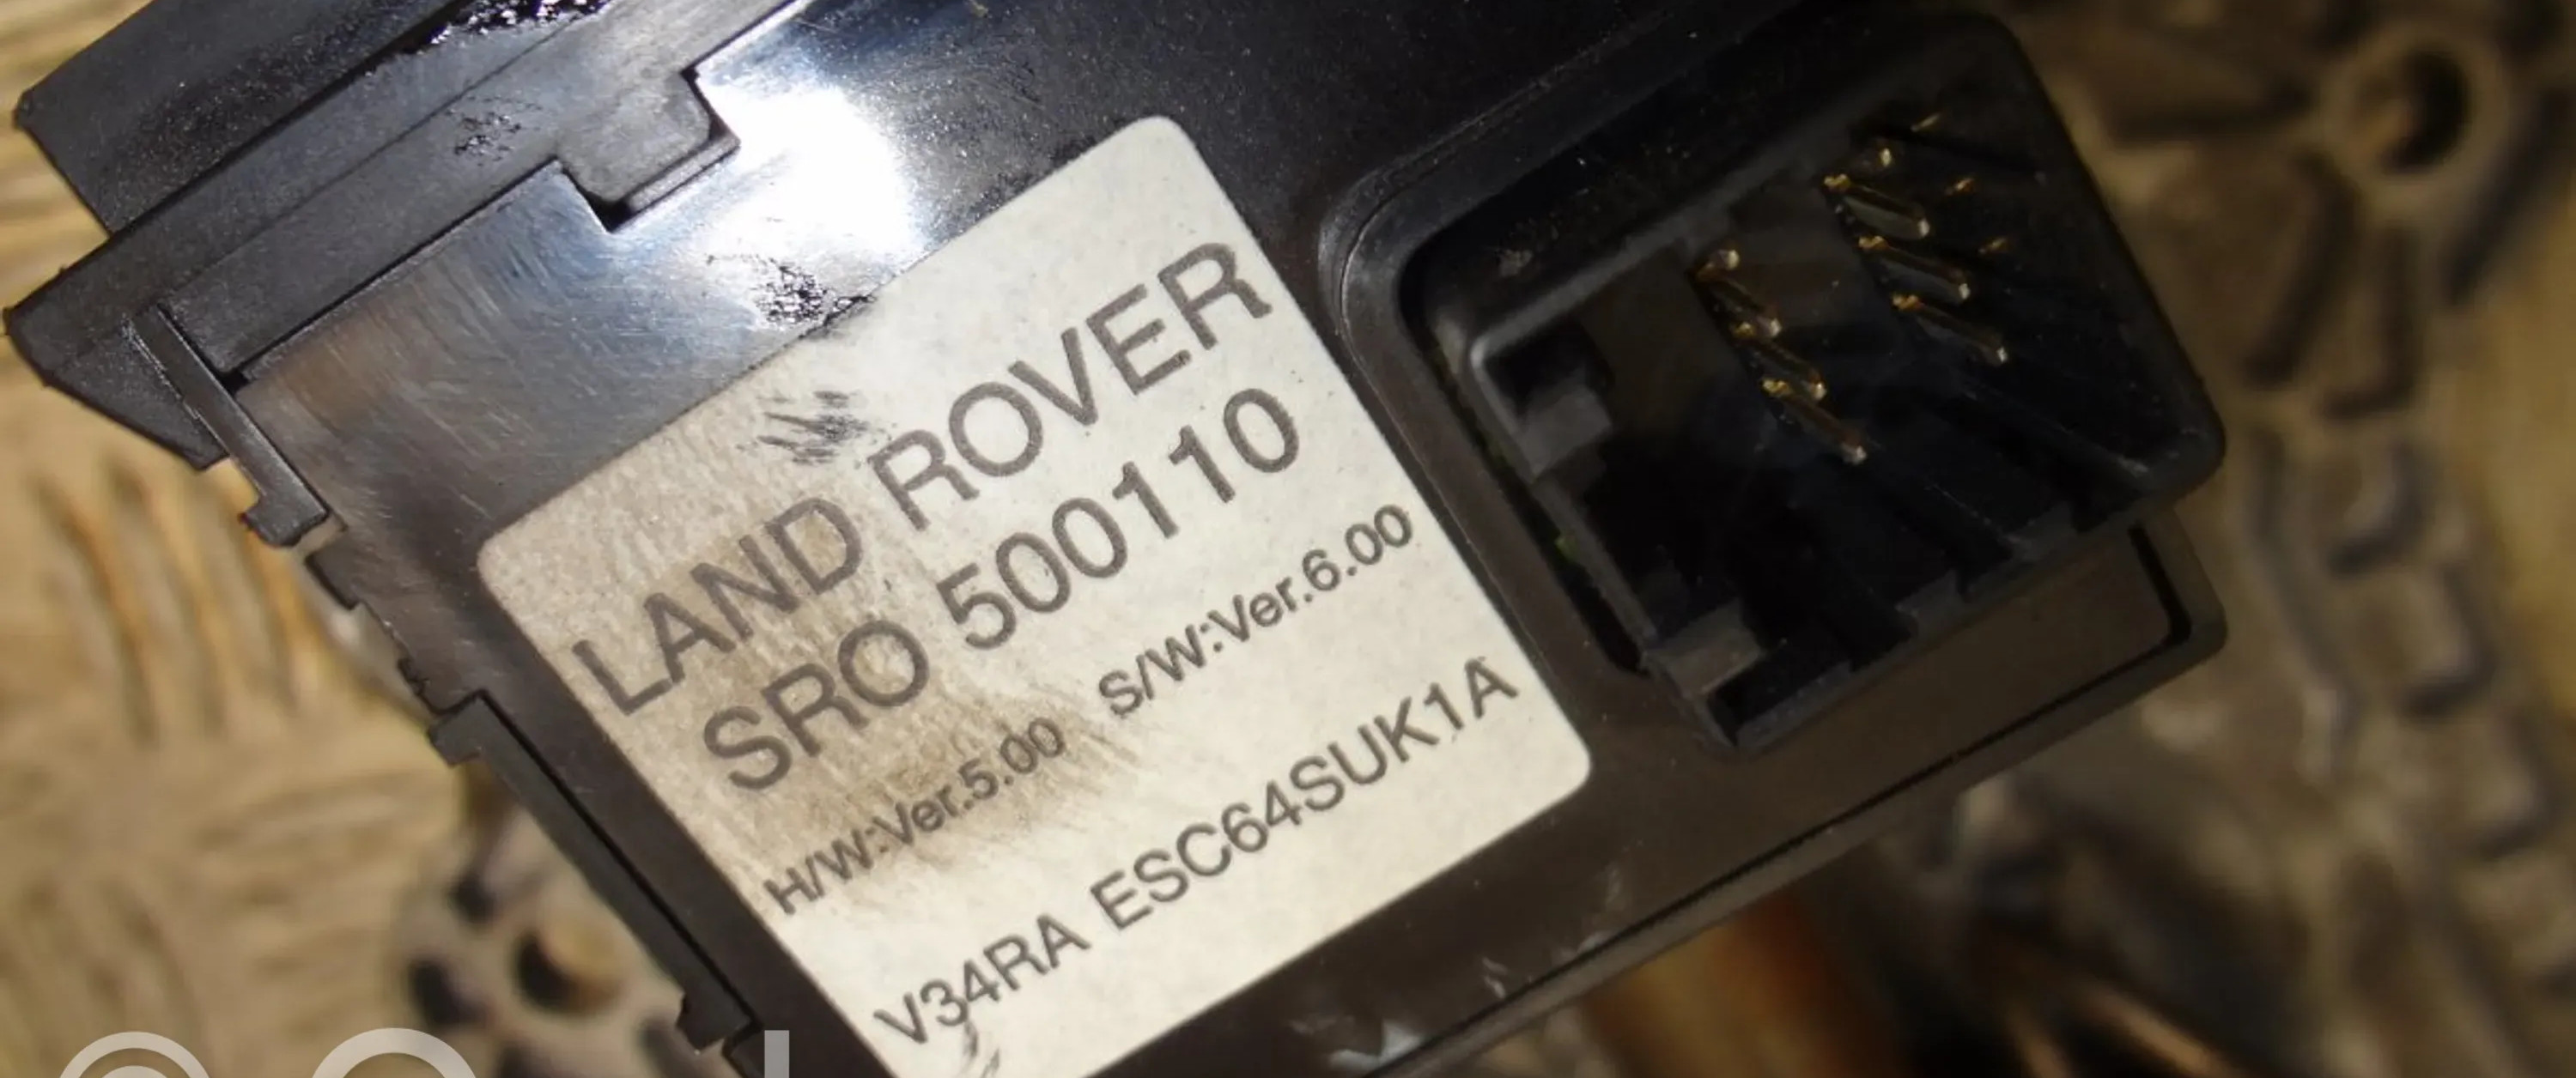 LAND ROVER
SRO 500110
H/W:Ver.5.00 S/W:Ver.6.00
V34RA ESC64SUK1A